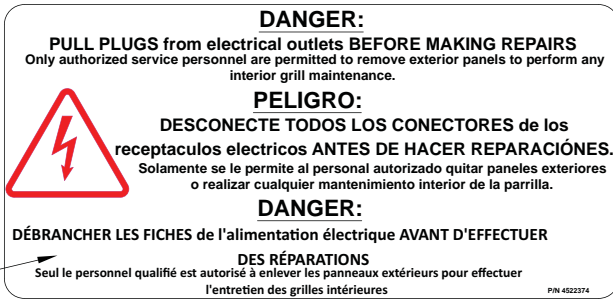 DANGER:
PULL PLUGS from electrical outlets BEFORE MAKING REPAIRS
Only authorized service personnel are permitted to remove exterior panels to perform any
interior grill maintenance.
PELIGRO:
DESCONECTE TODOS LOS CONECTORES de los
receptaculos electricos ANTES DE HACER REPARACIÓNES.
Solamente se le permite al personal autorizado quitar paneles exteriores
o realizar cualquier mantenimiento interior de la parrilla.
DANGER:
DÉBRANCHER LES FICHES de l'alimentation électrique AVANT D'EFFECTUER
DES RÉPARATIONS
Seul le personnel qualifié est autorisé à enlever les panneaux extérieurs pour effectuer
l'entretien des grilles intérieures
P/N 4522374